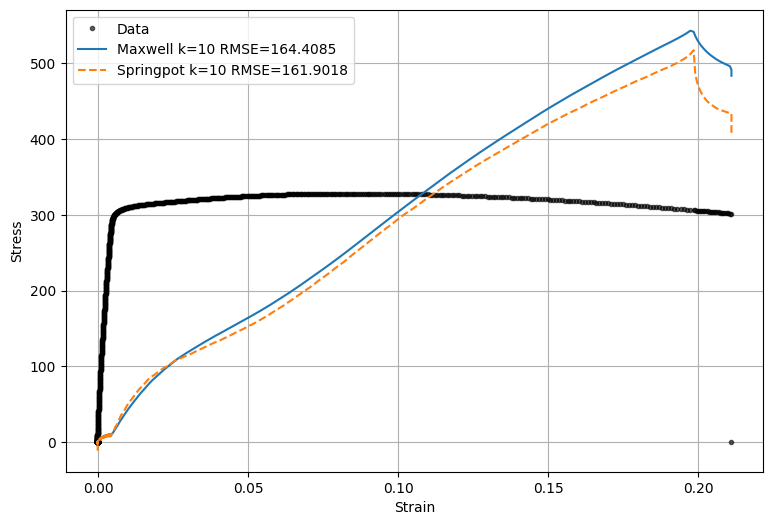 Data
Maxwell k=10 RMSE=164.4085
Springpot k=10 RMSE=161.9018
500
400
300
200
100
0
Stress
0.00 0.05 0.10 0.15 0.20
Strain